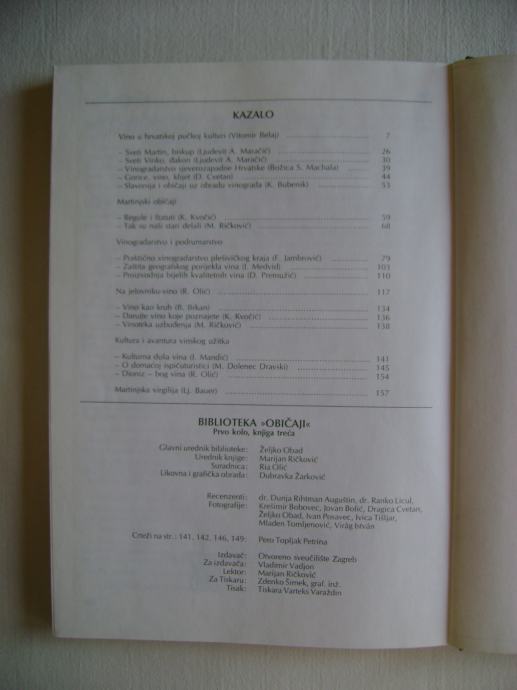 KAZALO
Vino u hrvatskoj pučkoj kulturi (Vitomir Belaj) 7
– Sveti Martin, biskup (Ljudevit A. Maračić) 26
– Sveti Vinko, đakon (Ljudevit A. Maračić) 30
– Vinogradarstvo sjeverozapadne Hrvatske (Božica S. Machala) 39
– Gorice, vino, klijet (D. Cvetan) 44
– Slavonija i običaji uz obradu vinograda (K. Bubenik) 53
Martinjski običaji
– Regule i štatuti (K. Kvočić) 59
– Tak su naši stari delali (M. Ričković) 68
Vinogradarstvo i podrumarstvo
– Praktično vinogradarstvo plešivičkog kraja (F. Jambrović) 79
– Zaštita geografskog porijekla vina (J. Medvid) 103
– Proizvodnja bijelih kvalitetnih vina (D. Premužić) 110
Na jelovniku-vino (R. Olić) 117
– Vino kao kruh (B. Brkan) 134
– Darujte vino koje poznajete (K. Kvočić) 136
– Vinoteka uzbuđenja (M. Ričković) 138
Kultura i avantura vinskog užitka
– Kulturna duša vina (I. Mandić) 141
– O domaćoj ispičuturistici (M. Dolenec Dravski) 145
– Dioniz – bog vina (R. Olić) 154
Martinjska virgilija (Lj. Bauer) 157
BIBLIOTEKA »OBIČAJI«
Prvo kolo, knjiga treća
Glavni urednik biblioteke: Željko Obad
Urednik knjige: Marijan Ričković
Suradnica: Ria Olić
Likovna i grafička obrada: Dubravka Žarković
Recenzenti: dr. Dunja Rihtman Auguštin, dr. Ranko Licul,
Fotografije: Krešimir Bobovec, Jovan Bolić, Dragica Cvetan,
Željko Obad, Ivan Posavec, Ivica Tišljar,
Mladen Tomljenović, Virág István
Crteži na str.: 141, 142, 146, 149: Pero Topljak Petrina
Izdavač: Otvoreno sveučilište Zagreb
Za izdavača: Vladimir Vadjon
Lektor: Marijan Ričković
Za Tiskaru: Zdenko Šimek, graf. inž.
Tisak: Tiskara Varteks Varaždin